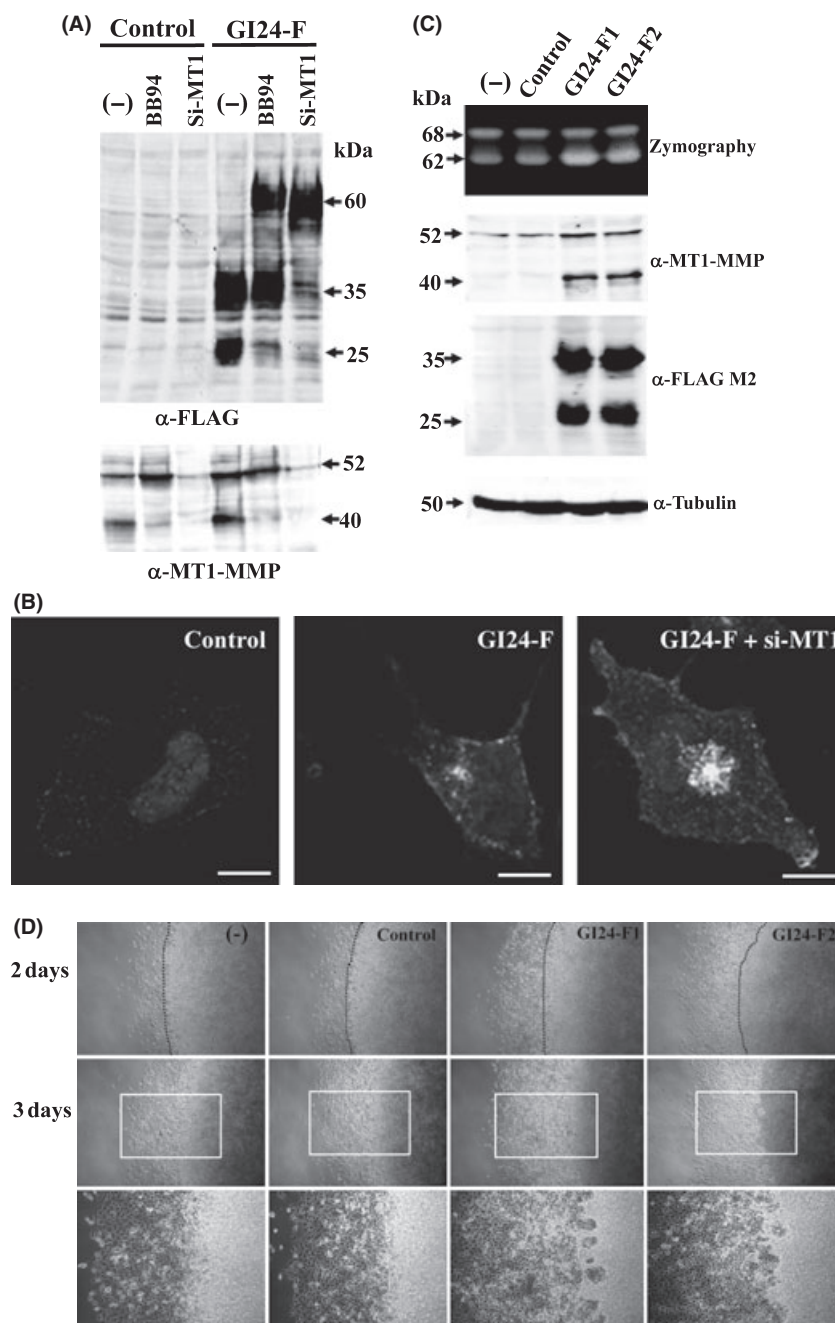 (A)
Control GI24-F
(–) BB94 Si-MT1 (–) BB94 Si-MT1
kDa
60
35
25
α-FLAG
52
40
α-MT1-MMP
(C)
(–) Control GI24-F1 GI24-F2
kDa
68
62
Zymography
52
40
α-MT1-MMP
35
25
α-FLAG M2
50
α-Tubulin
(B)
Control GI24-F GI24-F + si-MT1
(D)
(-) Control GI24-F1 GI24-F2
2 days
3 days